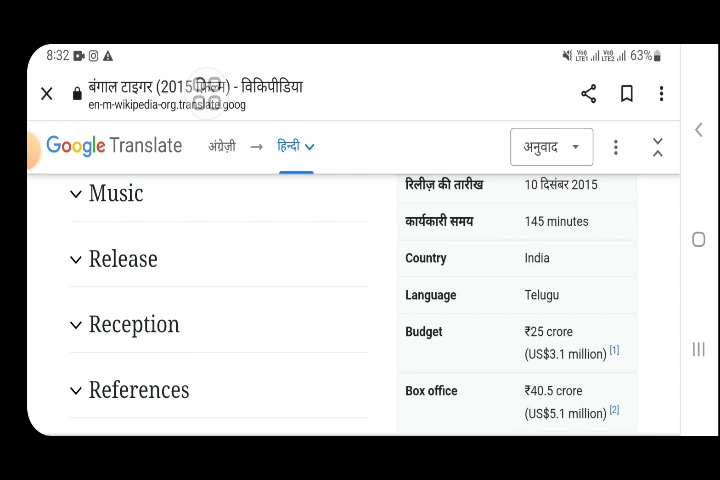 8:32
63%
बंगाल टाइगर (2015 फ़िल्म) - विकिपीडिया
en-m-wikipedia-org.translate.goog
Google Translate अंग्रेज़ी → हिन्दी अनुवाद
रिलीज़ की तारीख 10 दिसंबर 2015
Music
कार्यकारी समय 145 minutes
Release
Country India
Language Telugu
Reception
Budget ₹25 crore
(US$3.1 million) [1]
References
Box office ₹40.5 crore
(US$5.1 million) [2]